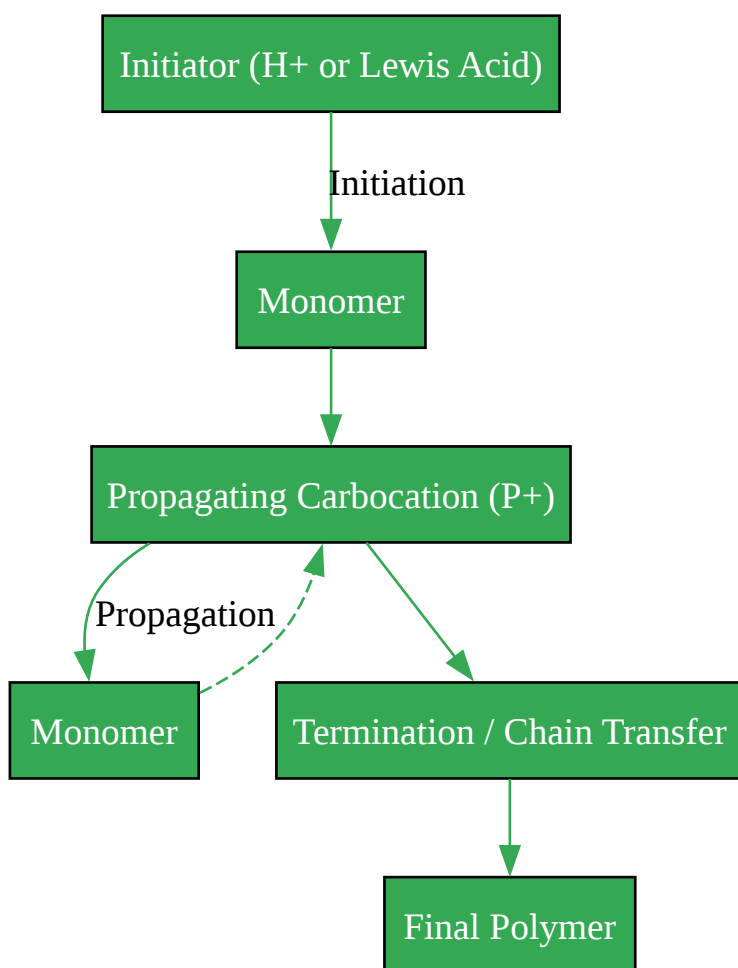 Initiator (H+ or Lewis Acid)
Initiation
Monomer
Propagating Carbocation (P+)
Propagation
Monomer
Termination / Chain Transfer
Final Polymer